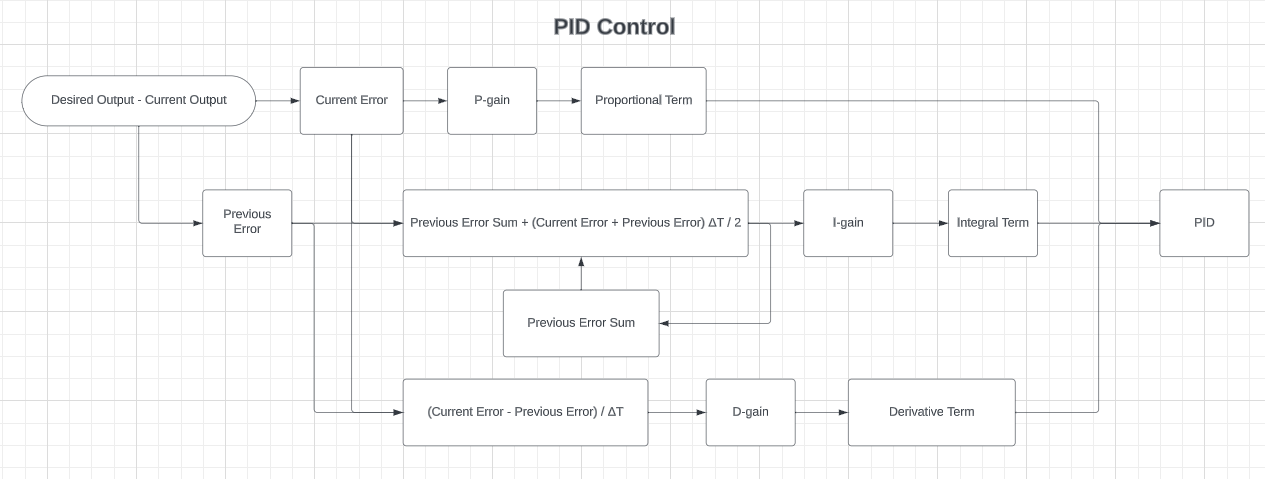 PID Control
Desired Output - Current Output
Current Error
P-gain
Proportional Term
Previous
Error
Previous Error Sum + (Current Error + Previous Error) ΔT / 2
I-gain
Integral Term
PID
Previous Error Sum
(Current Error - Previous Error) / ΔT
D-gain
Derivative Term